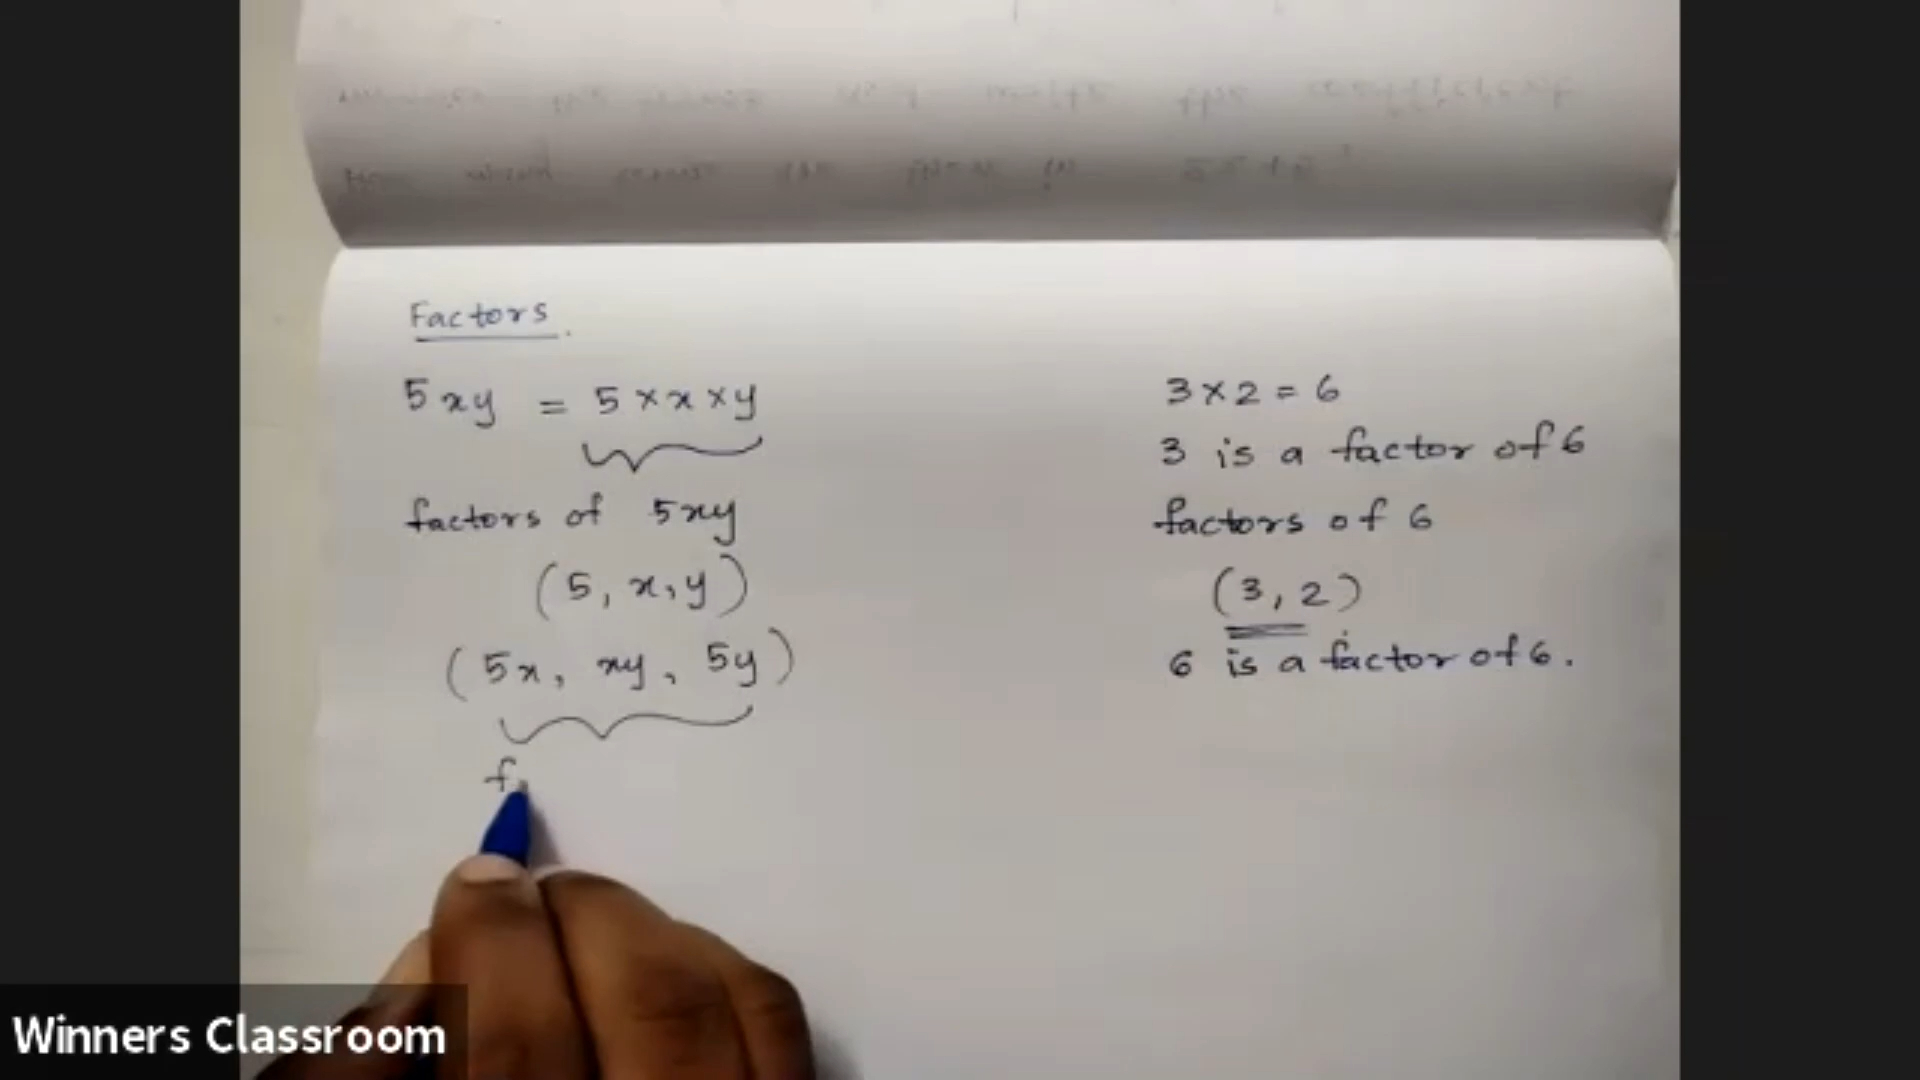 the
Factors.
5xy = 5 × x × y
factors of 5xy
(5, x, y)
(5x, xy, 5y)
f
3 × 2 = 6
3 is a factor of 6
factors of 6
(3, 2)
6 is a factor of 6.
Winners Classroom